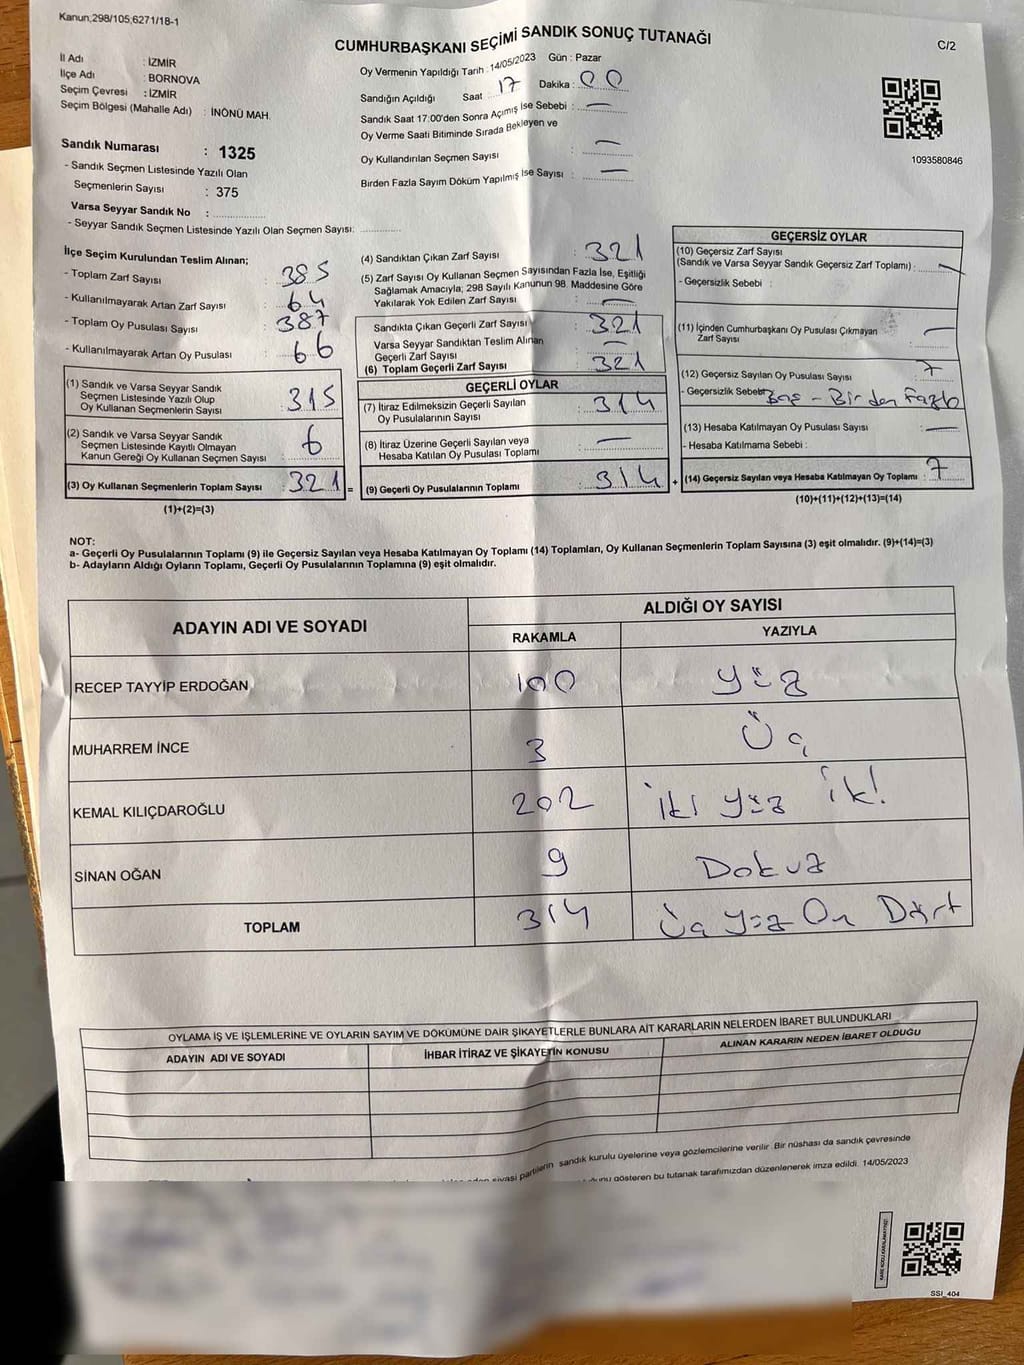 Kanun;298/105;6271/18-1
CUMHURBAŞKANI SEÇİMİ SANDIK SONUÇ TUTANAĞI
C/2
İl Adı : İZMİR
İlçe Adı : BORNOVA
Seçim Çevresi : İZMİR
Seçim Bölgesi (Mahalle Adı) : İNÖNÜ MAH.
Sandık Numarası : 1325
- Sandık Seçmen Listesinde Yazılı Olan
Seçmenlerin Sayısı : 375
Varsa Seyyar Sandık No :
- Seyyar Sandık Seçmen Listesinde Yazılı Olan Seçmen Sayısı:
Oy Vermenin Yapıldığı Tarih : 14/05/2023 Gün : Pazar
Sandığın Açıldığı Saat 17 Dakika : 00
Sandık Saat 17:00'den Sonra Açımış İse Sebebi : —
Oy Verme Saati Bitiminde Sırada Bekleyen ve
Oy Kullandırılan Seçmen Sayısı : —
Birden Fazla Sayım Döküm Yapılmış İse Sayısı : —
1093580846
İlçe Seçim Kurulundan Teslim Alınan;
- Toplam Zarf Sayısı : 385
- Kullanılmayarak Artan Zarf Sayısı : 64
- Toplam Oy Pusulası Sayısı : 387
- Kullanılmayarak Artan Oy Pusulası : 66
(1) Sandık ve Varsa Seyyar Sandık
Seçmen Listesinde Yazılı Olup
Oy Kullanan Seçmenlerin Sayısı : 315
(2) Sandık ve Varsa Seyyar Sandık
Seçmen Listesinde Kayıtlı Olmayan
Kanun Gereği Oy Kullanan Seçmen Sayısı : 6
(3) Oy Kullanan Seçmenlerin Toplam Sayısı : 321 =
(1)+(2)=(3)
(4) Sandıktan Çıkan Zarf Sayısı : 321
(5) Zarf Sayısı Oy Kullanan Seçmen Sayısından Fazla İse, Eşitliği
Sağlamak Amacıyla; 298 Sayılı Kanunun 98. Maddesine Göre
Yakılarak Yok Edilen Zarf Sayısı : —
Sandıkta Çıkan Geçerli Zarf Sayısı : 321
Varsa Seyyar Sandıktan Teslim Alınan
Geçerli Zarf Sayısı : —
(6) Toplam Geçerli Zarf Sayısı : 321
GEÇERLİ OYLAR
(7) İtiraz Edilmeksizin Geçerli Sayılan
Oy Pusulalarının Sayısı : 314
(8) İtiraz Üzerine Geçerli Sayılan veya
Hesaba Katılan Oy Pusulası Toplamı : —
(9) Geçerli Oy Pusulalarının Toplamı : 314 +
GEÇERSİZ OYLAR
(10) Geçersiz Zarf Sayısı
(Sandık ve Varsa Seyyar Sandık Geçersiz Zarf Toplamı) : —
- Geçersizlik Sebebi :
(11) İçinden Cumhurbaşkanı Oy Pusulası Çıkmayan
Zarf Sayısı : —
(12) Geçersiz Sayılan Oy Pusulası Sayısı : 7
- Geçersizlik Sebebi Boş - Birden Fazla
(13) Hesaba Katılmayan Oy Pusulası Sayısı : —
- Hesaba Katılmama Sebebi :
(14) Geçersiz Sayılan veya Hesaba Katılmayan Oy Toplamı : 7
(10)+(11)+(12)+(13)=(14)
NOT:
a- Geçerli Oy Pusulalarının Toplamı (9) ile Geçersiz Sayılan veya Hesaba Katılmayan Oy Toplamı (14) Toplamları, Oy Kullanan Seçmenlerin Toplam Sayısına (3) eşit olmalıdır. (9)+(14)=(3)
b- Adayların Aldığı Oyların Toplamı, Geçerli Oy Pusulalarının Toplamına (9) eşit olmalıdır.
ADAYIN ADI VE SOYADI
ALDIĞI OY SAYISI
RAKAMLA YAZIYLA
RECEP TAYYİP ERDOĞAN 100 Yüz
MUHARREM İNCE 3 Üç
KEMAL KILIÇDAROĞLU 202 İki yüz iki
SİNAN OĞAN 9 Dokuz
TOPLAM 314 Üç Yüz On Dört
OYLAMA İŞ VE İŞLEMLERİNE VE OYLARIN SAYIM VE DÖKÜMÜNE DAİR ŞİKAYETLERLE BUNLARA AİT KARARLARIN NELERDEN İBARET BULUNDUKLARI
ADAYIN ADI VE SOYADI İHBAR İTİRAZ VE ŞİKAYETİN KONUSU ALINAN KARARIN NEDEN İBARET OLDUĞU
siyasi partilerin sandık kurulu üyelerine veya gözlemcilerine verilir. Bir nüshası da sandık çevresinde
gösteren bu tutanak tarafımızdan düzenlenerek imza edildi. 14/05/2023
SSI_404